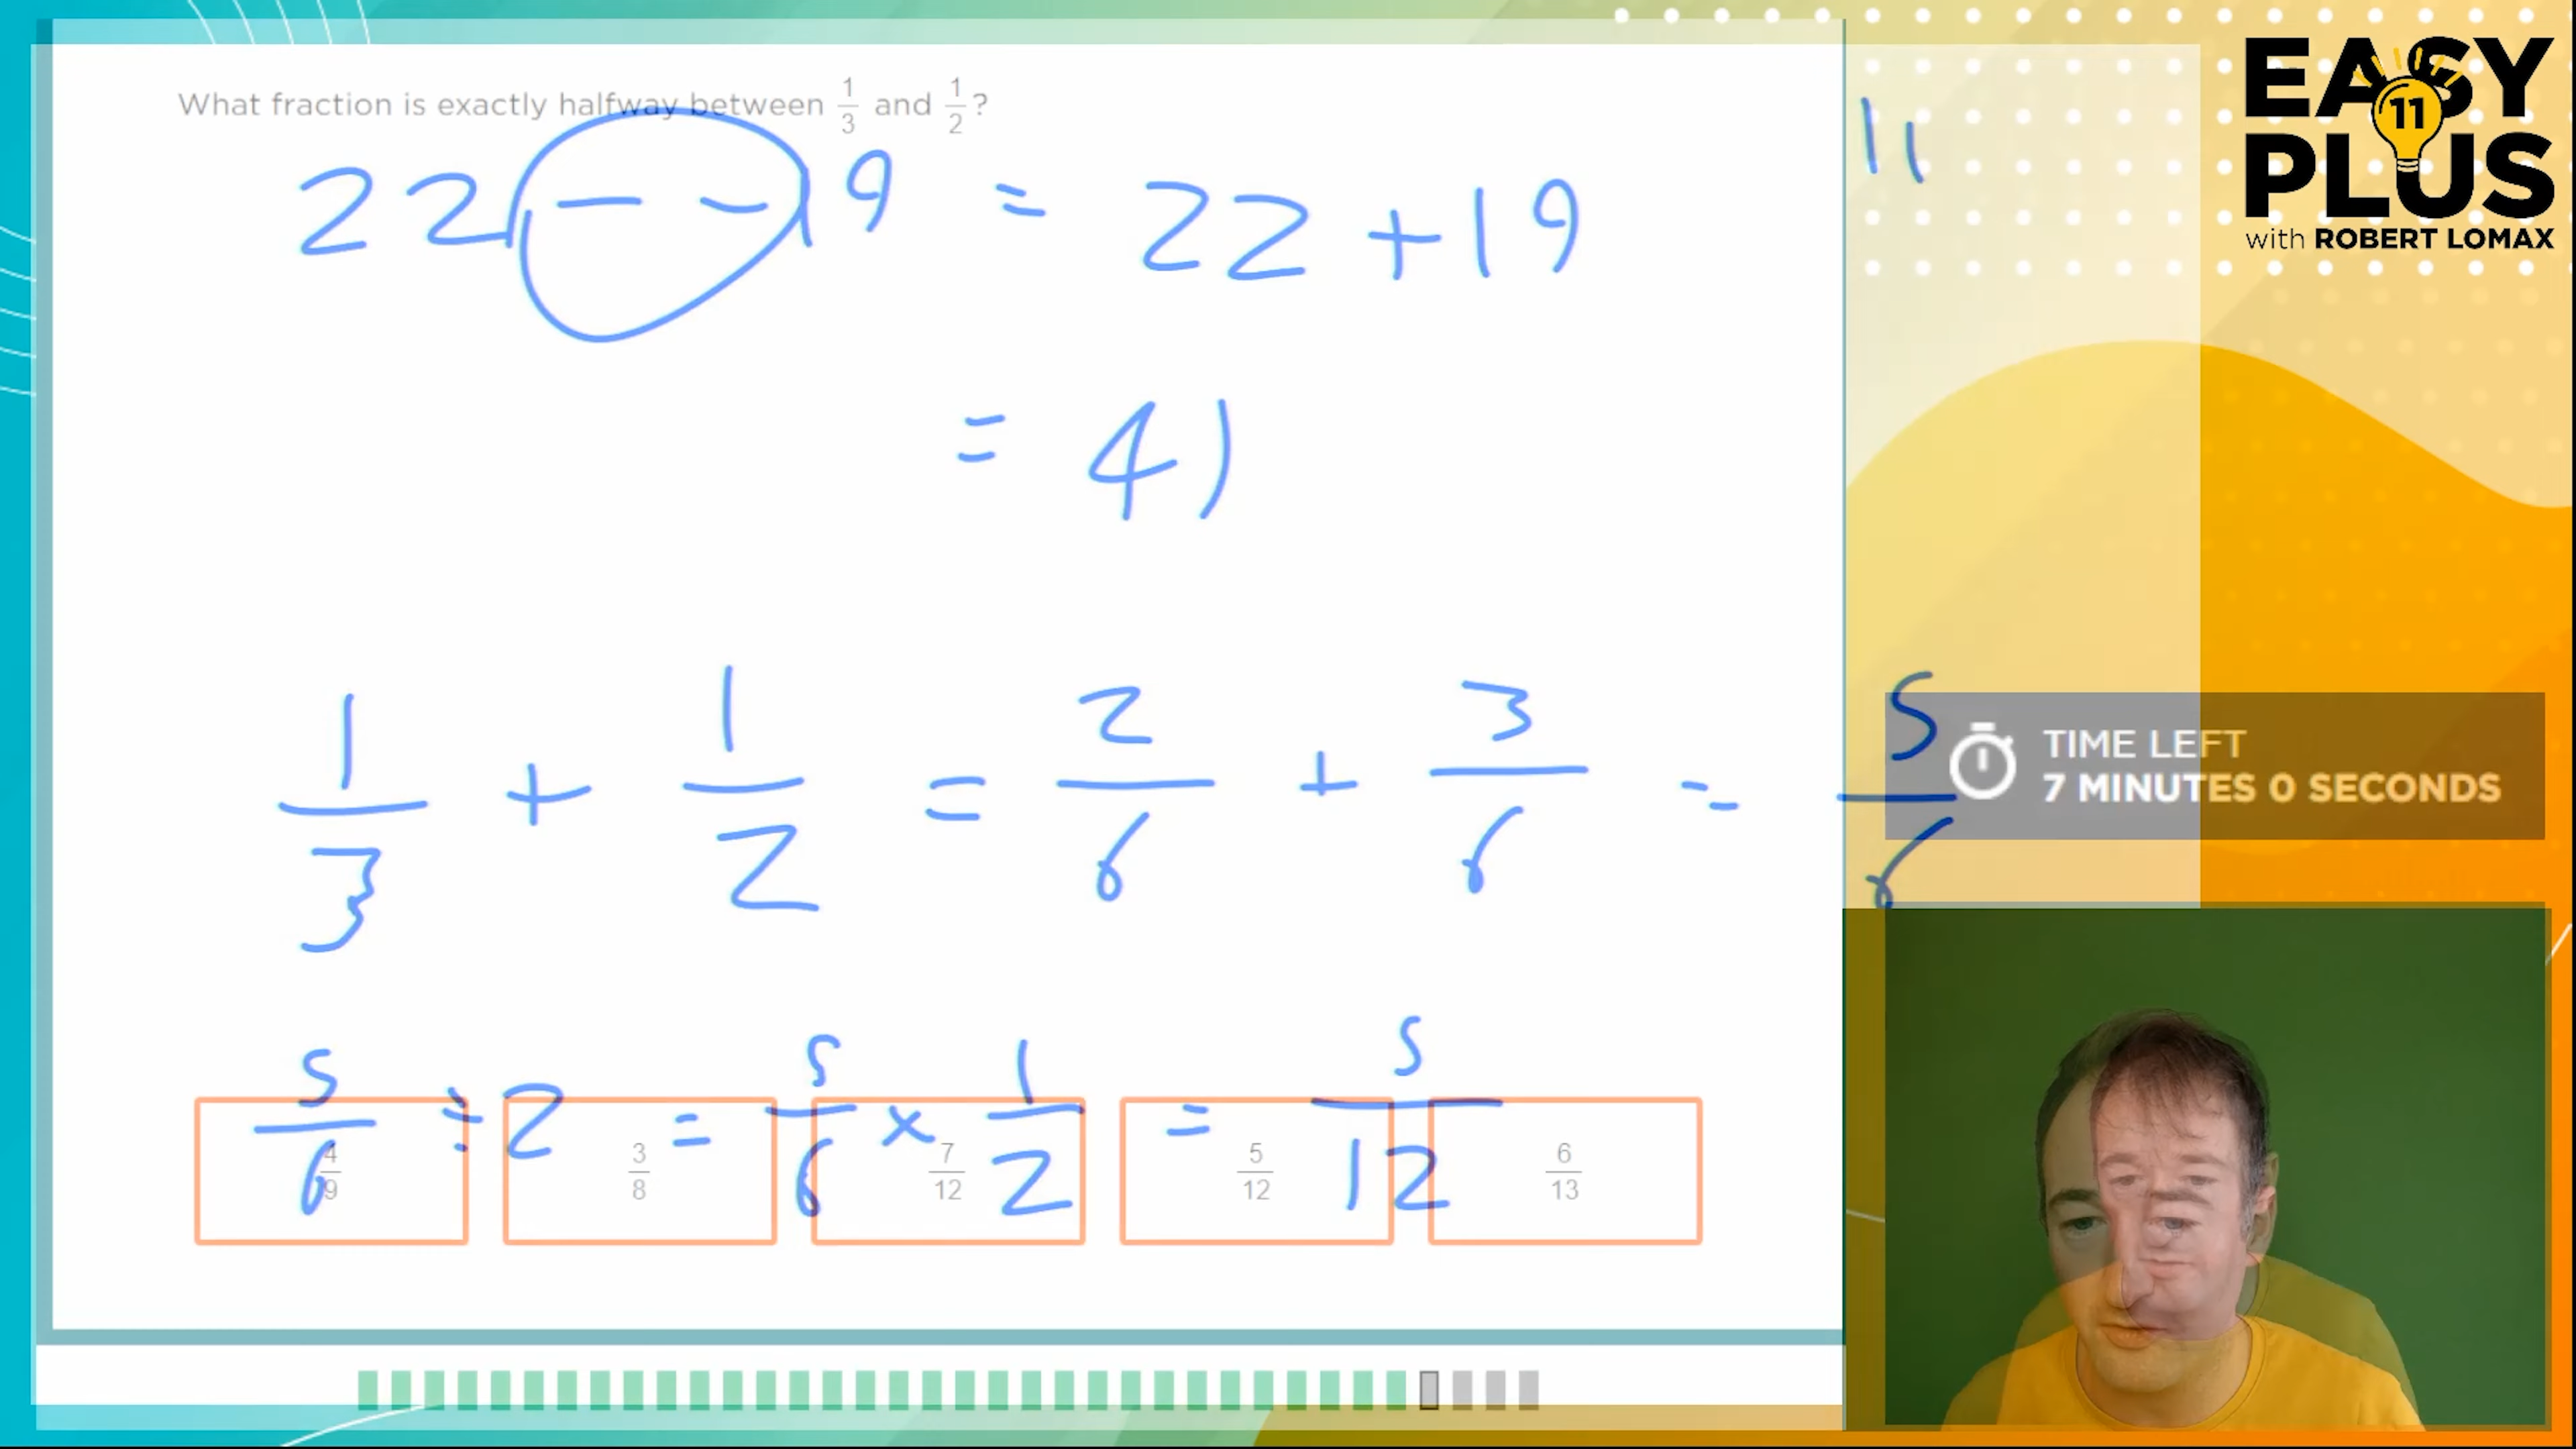 What fraction is exactly halfway between 1/3 and 1/2?
22 - - 19 = 22 + 19
= 41
11
1/3 + 1/2 = 2/6 + 3/6 = 5/6
5/6 ÷ 2 = 5/6 × 1/2 = 5/12
4/9
3/8
7/12
5/12
6/13
EASY
11
PLUS
with ROBERT LOMAX
TIME LEFT
7 MINUTES 0 SECONDS